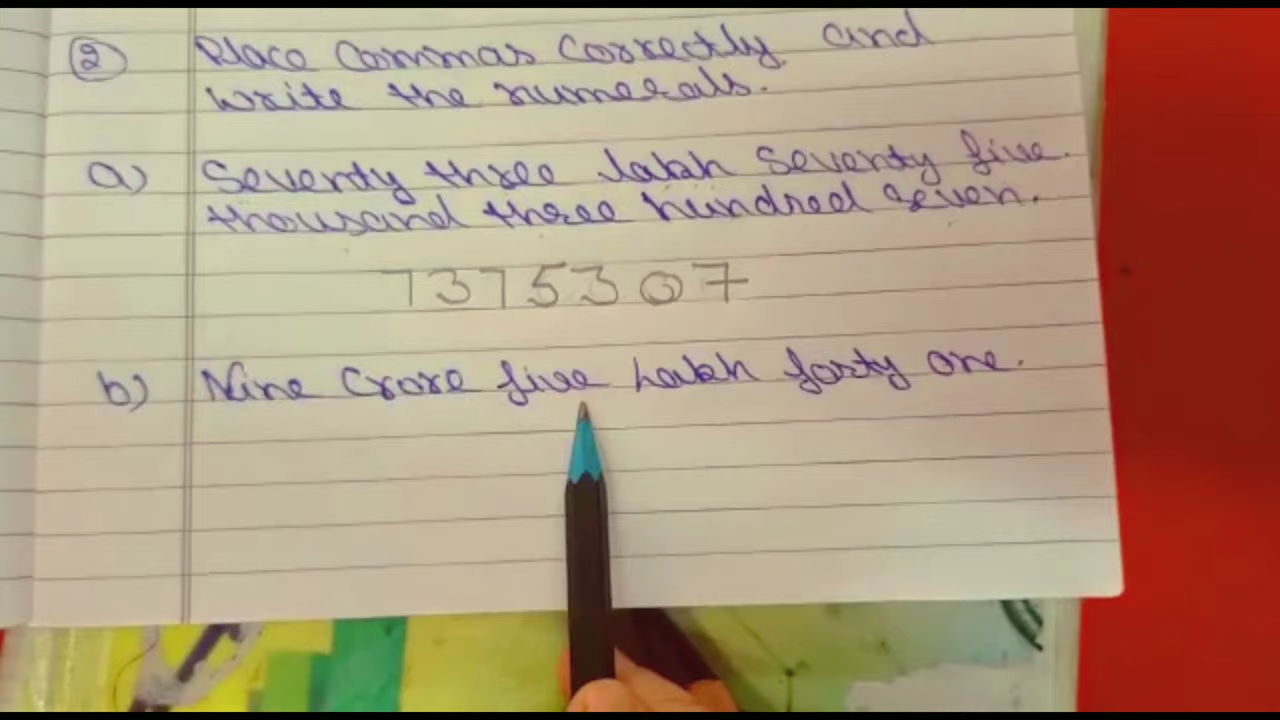 2 Place Commas Correctly and
write the numerals.
a) Seventy three lakh Seventy five
thousand three hundred seven.
7375307
b) Nine Crore five Lakh forty one.